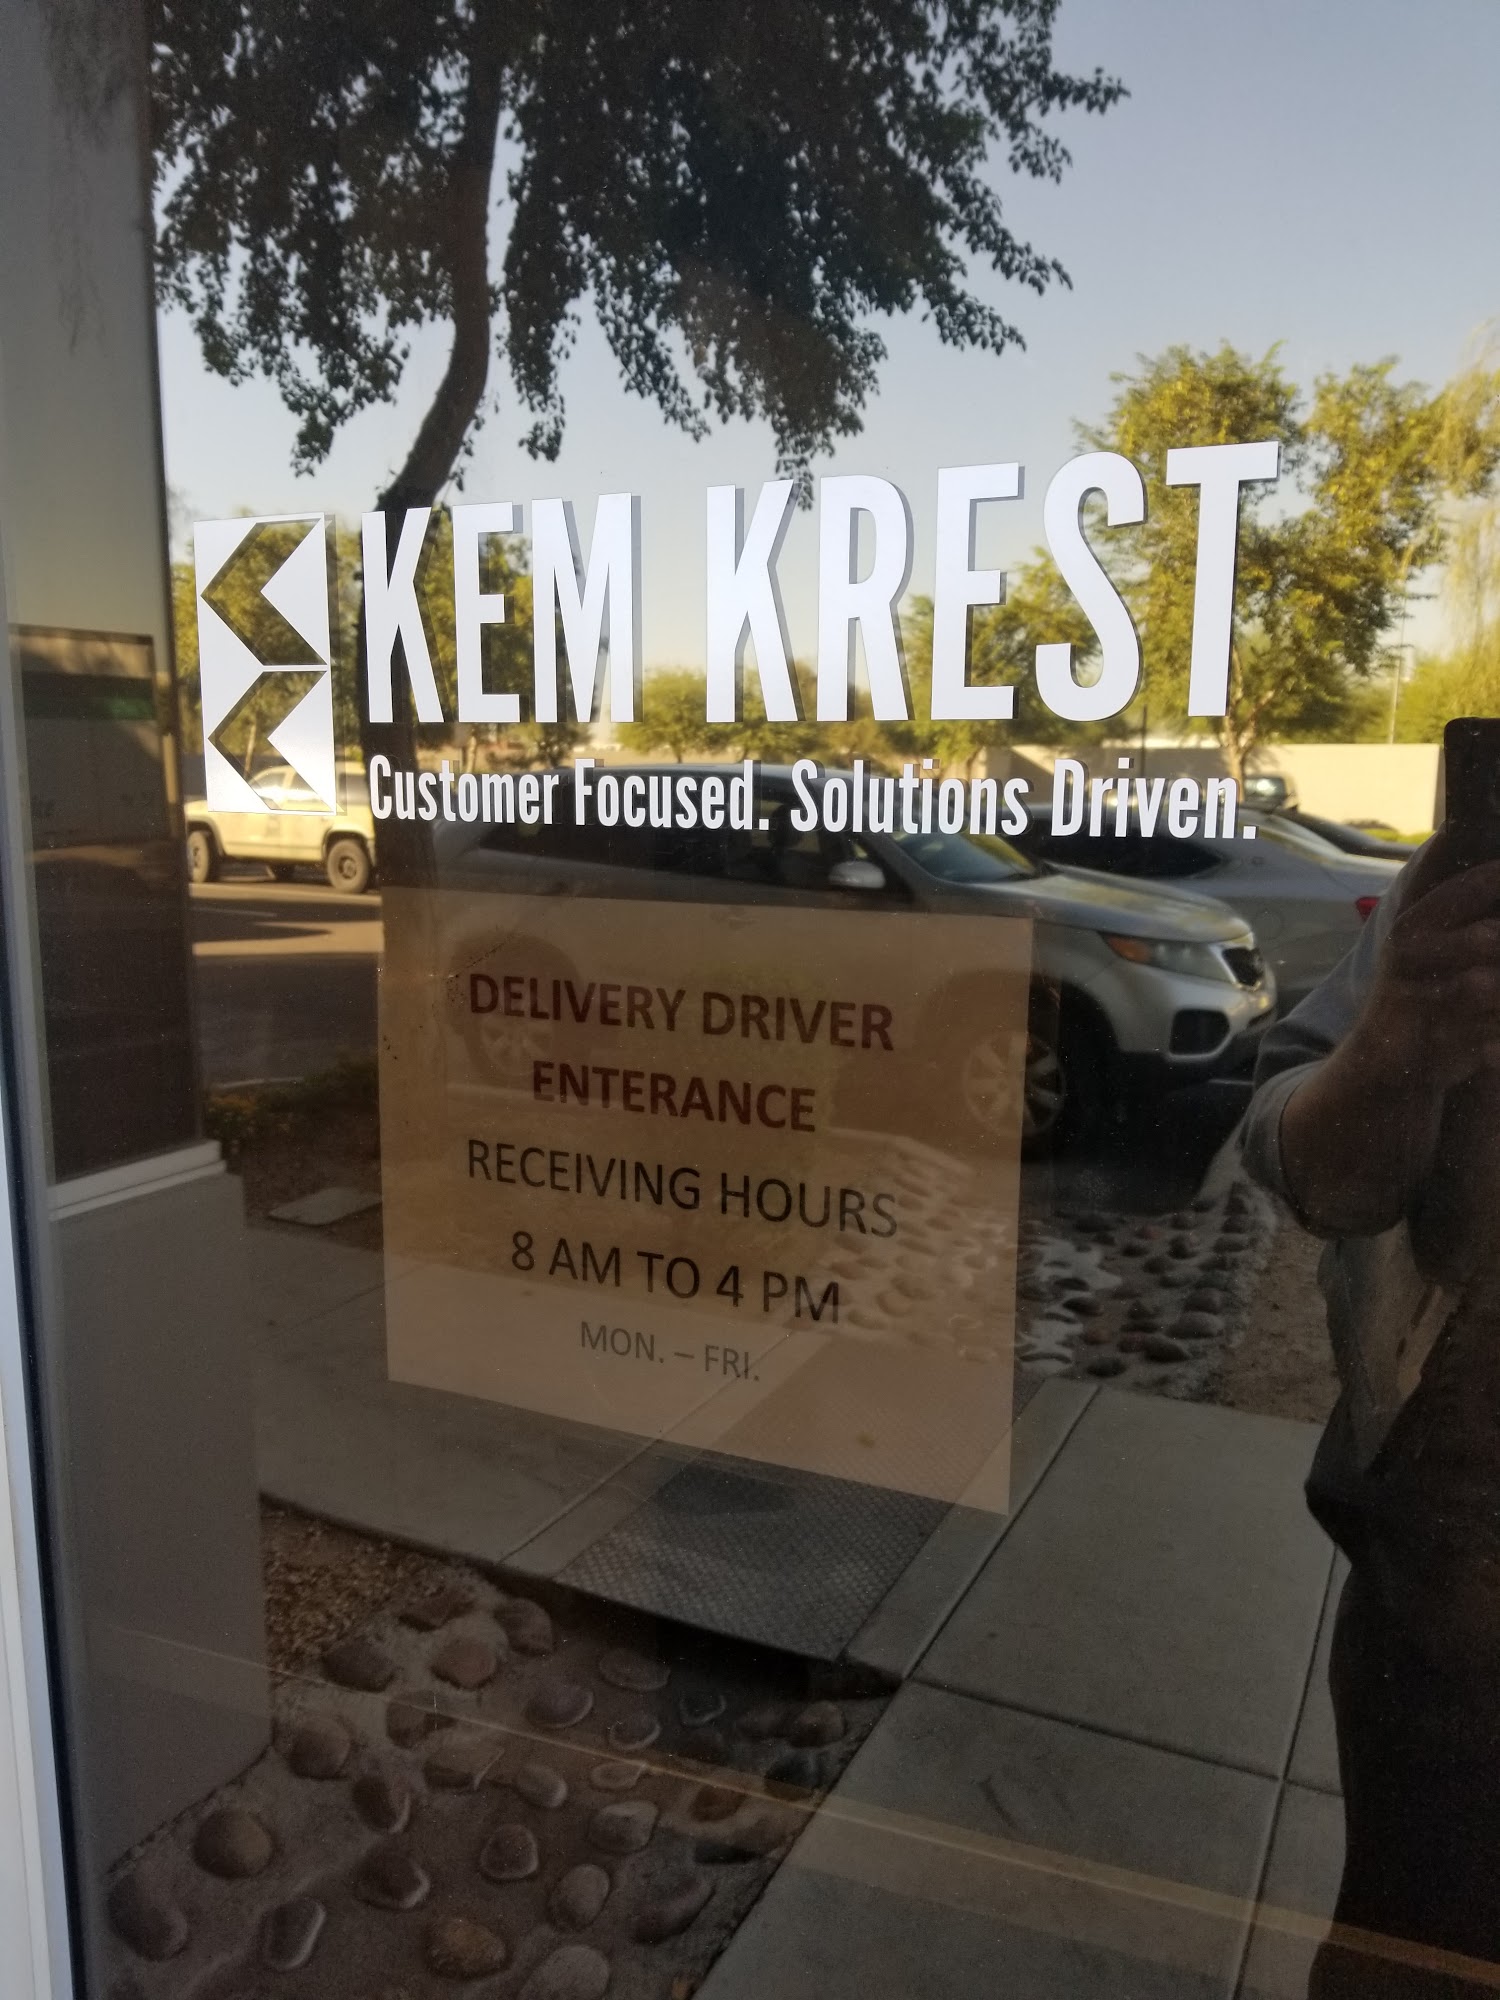 KEM KREST
Customer Focused. Solutions Driven.
DELIVERY DRIVER
ENTERANCE
RECEIVING HOURS
8 AM TO 4 PM
MON. – FRI.